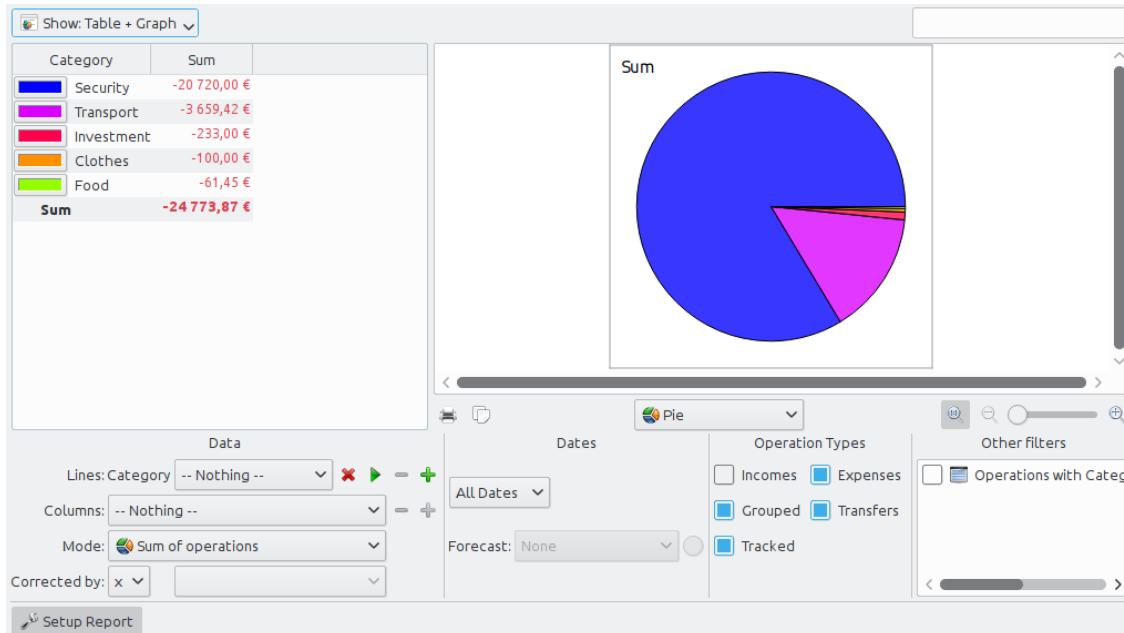 Show: Table + Graph
Category Sum
Security -20 720,00 €
Transport -3 659,42 €
Investment -233,00 €
Clothes -100,00 €
Food -61,45 €
Sum -24 773,87 €
Sum
Pie
Data
Lines: Category -- Nothing --
Columns: -- Nothing --
Mode: Sum of operations
Corrected by: x
Dates
All Dates
Forecast: None
Operation Types
Incomes Expenses
Grouped Transfers
Tracked
Other filters
Operations with Categ
Setup Report